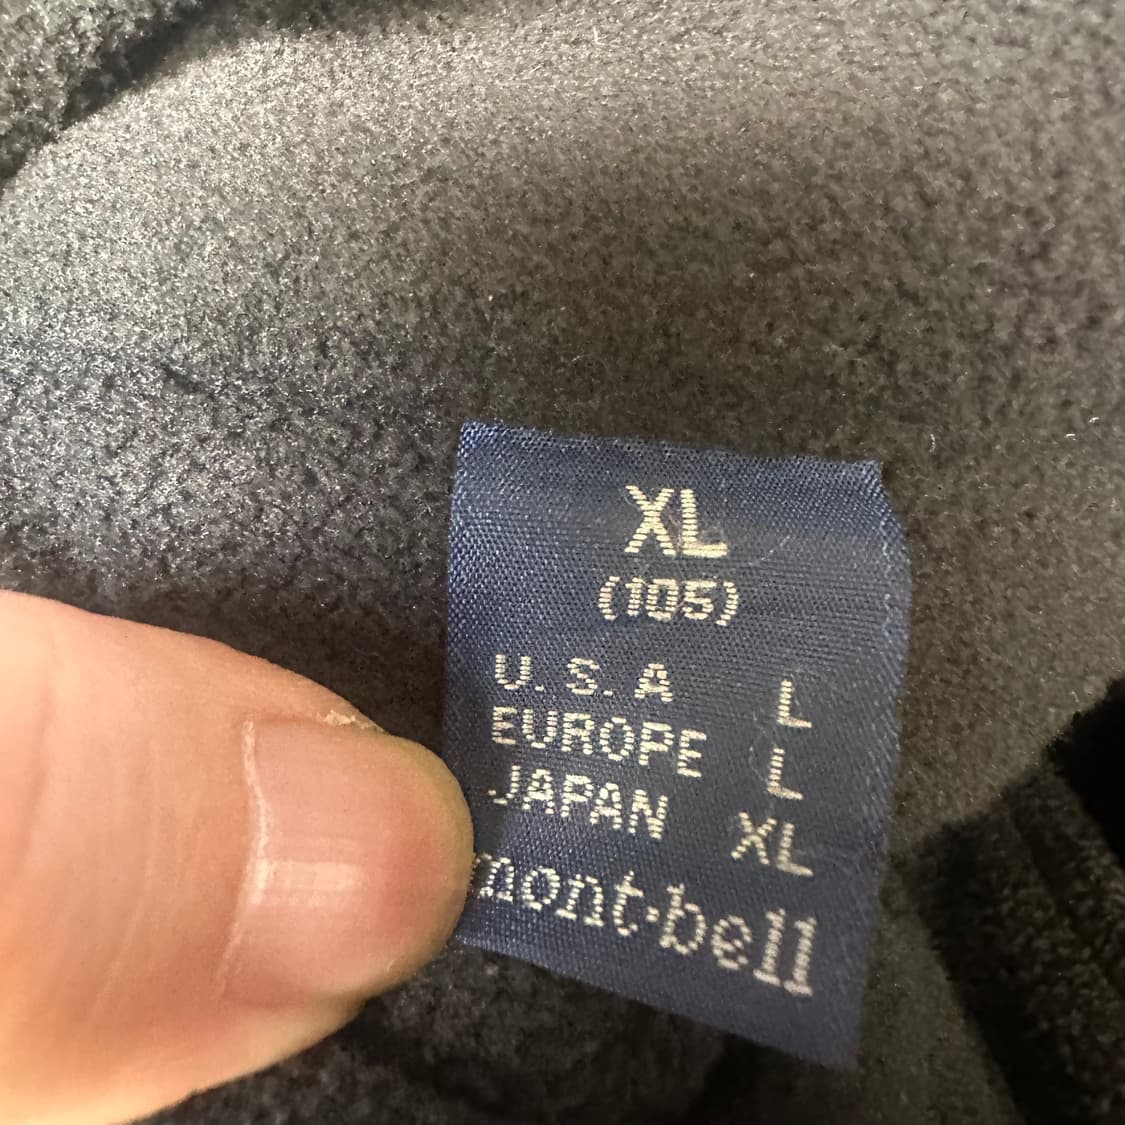 XL
(105)
U.S.A L
EUROPE L
JAPAN XL
mont-bell